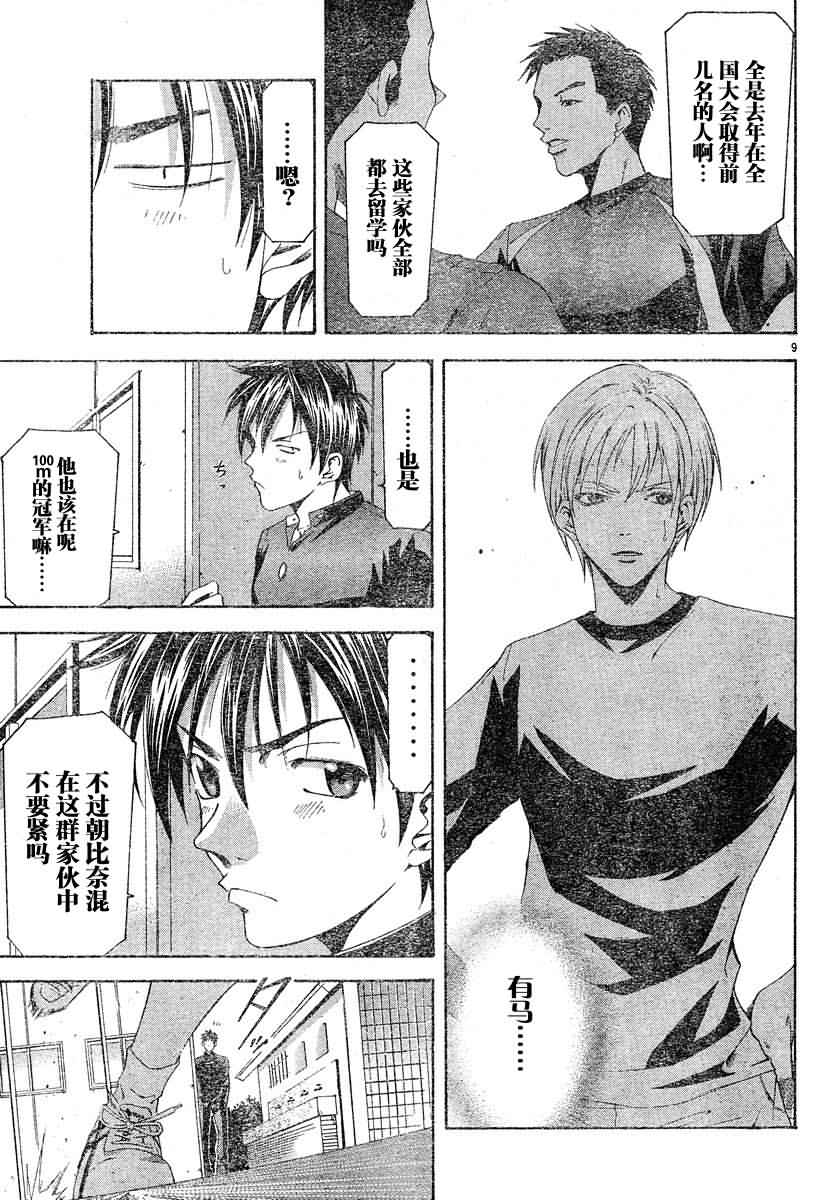 全是去年在全
国大会取得前
几名的人啊…
这些家伙全部
都去留学吗
……嗯？
9
有马……
……也是
ちっ
他也该在呢
100m的冠军嘛……
………
不过朝比奈混
在这群家伙中
不要紧吗